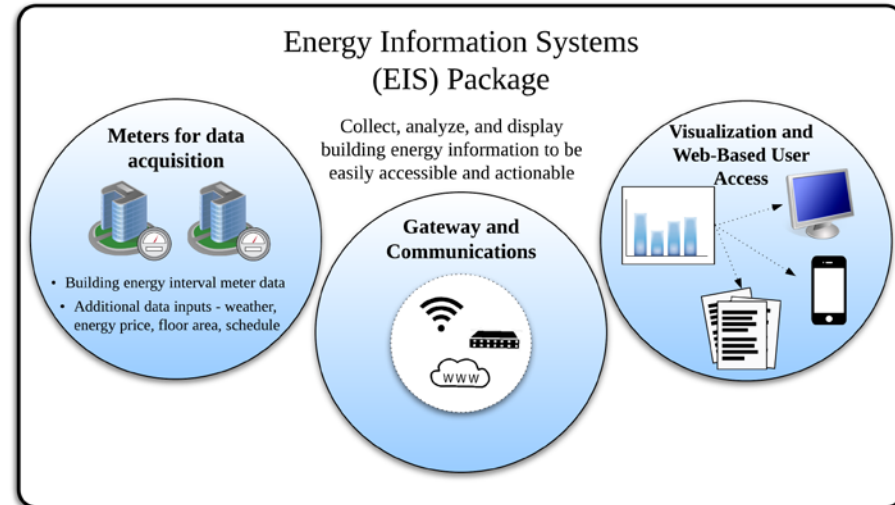 Energy Information Systems
(EIS) Package
Collect, analyze, and display
building energy information to be
easily accessible and actionable
Meters for data
acquisition
• Building energy interval meter data
• Additional data inputs - weather,
energy price, floor area, schedule
Gateway and
Communications
WWW
Visualization and
Web-Based User
Access